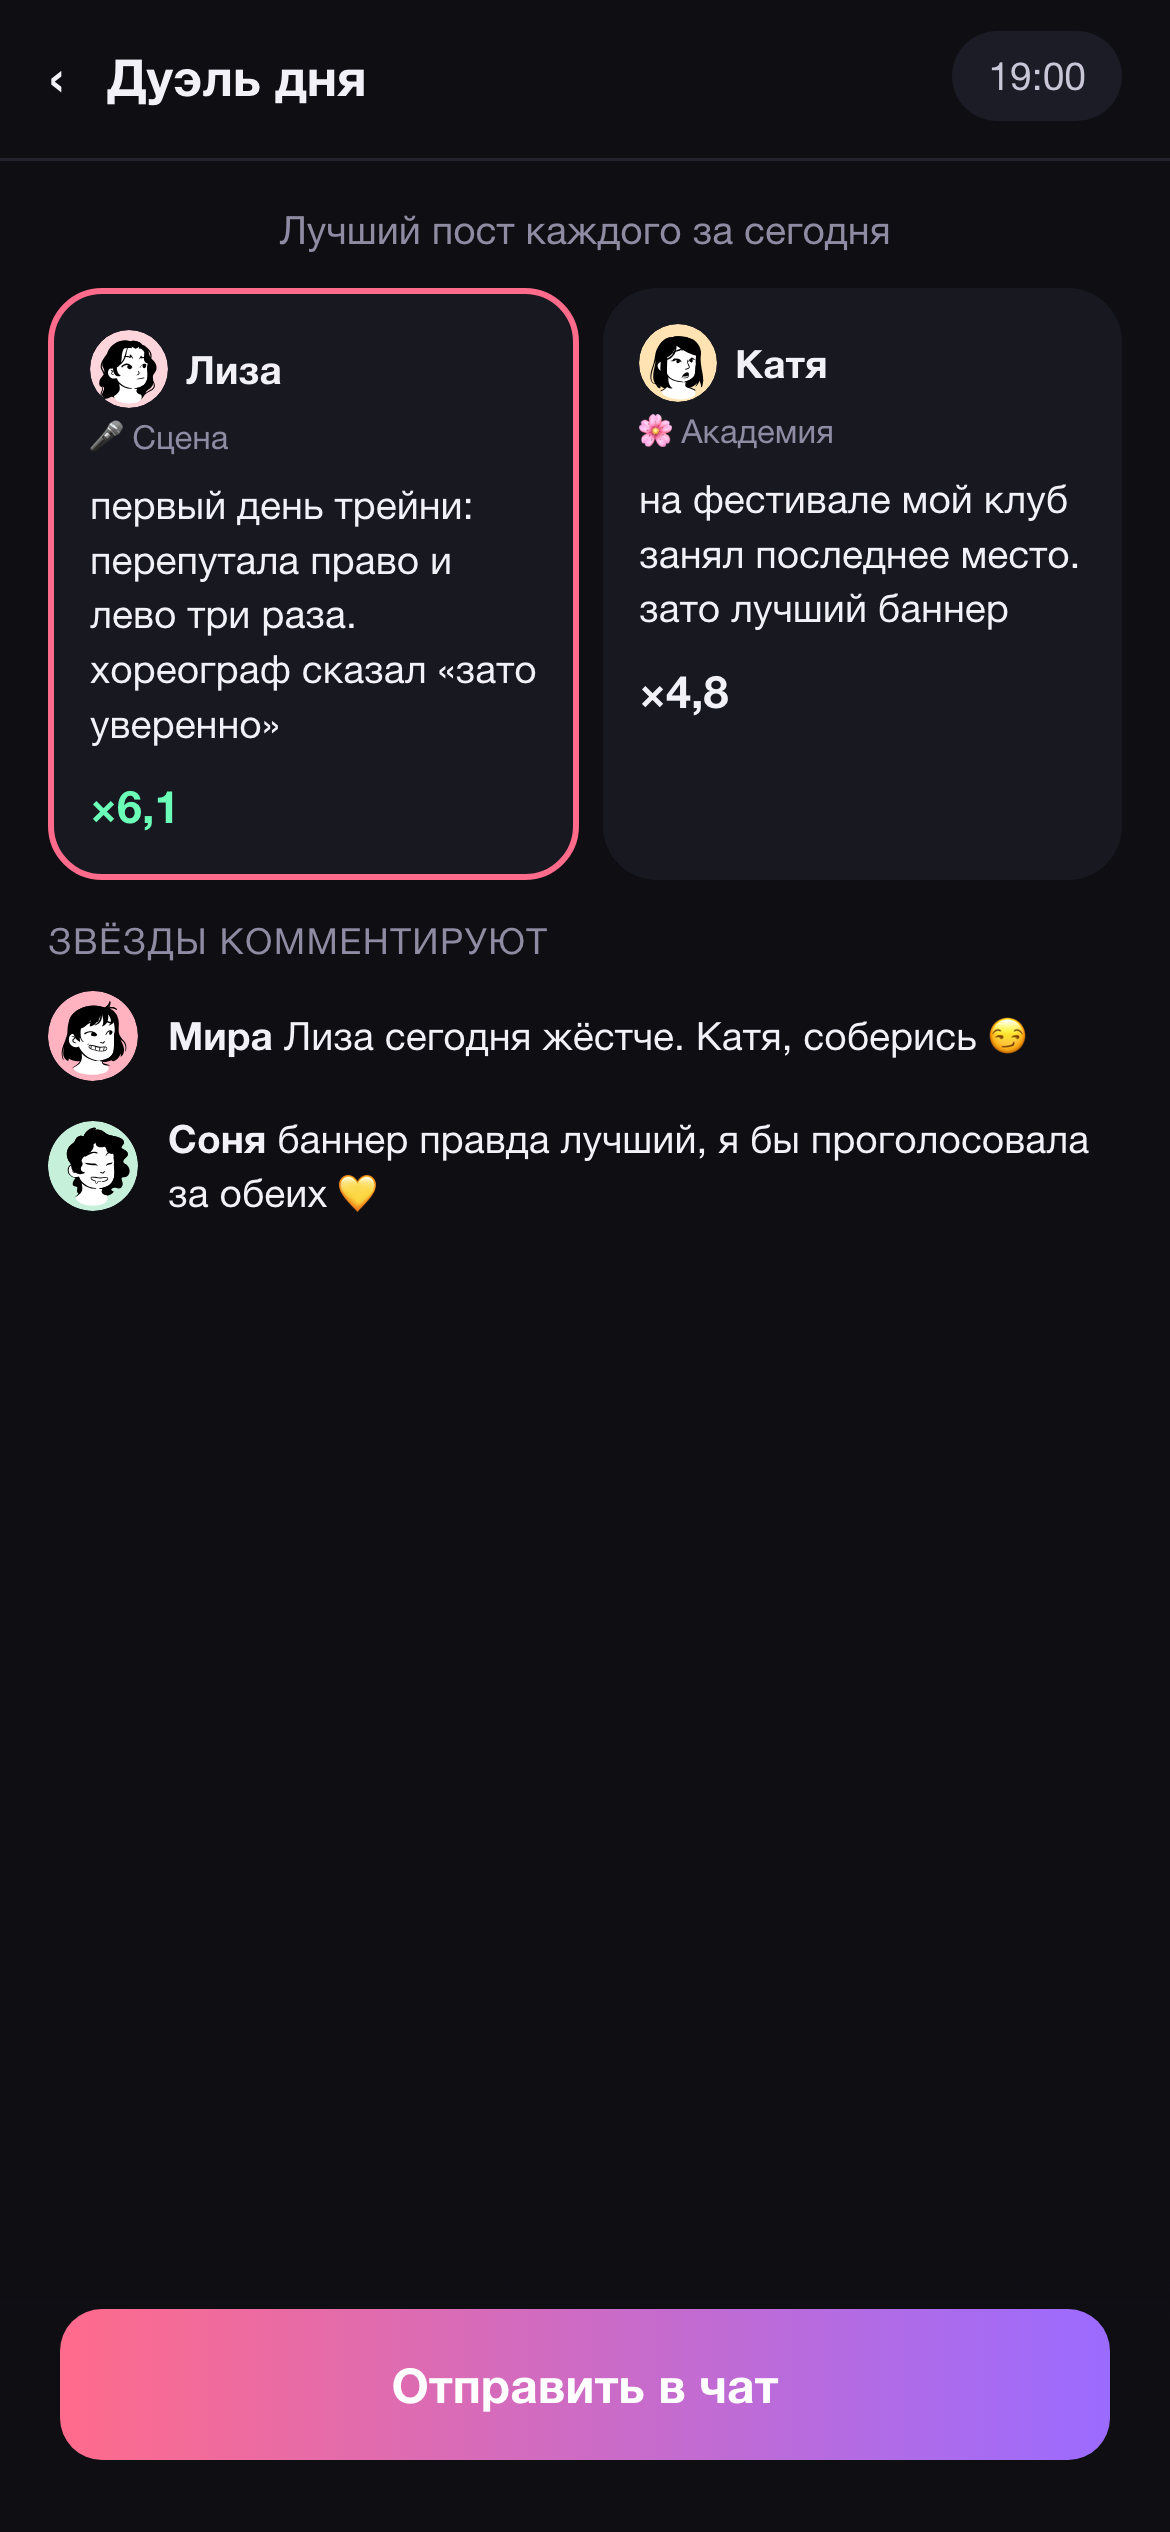 ‹ Дуэль дня
19:00
Лучший пост каждого за сегодня
Лиза
🎤 Сцена
первый день трейни:
перепутала право и
лево три раза.
хореограф сказал «зато
уверенно»
×6,1
Катя
🌸 Академия
на фестивале мой клуб
занял последнее место.
зато лучший баннер
×4,8
ЗВЁЗДЫ КОММЕНТИРУЮТ
Мира Лиза сегодня жёстче. Катя, соберись 😏
Соня баннер правда лучший, я бы проголосовала
за обеих 💛
Отправить в чат